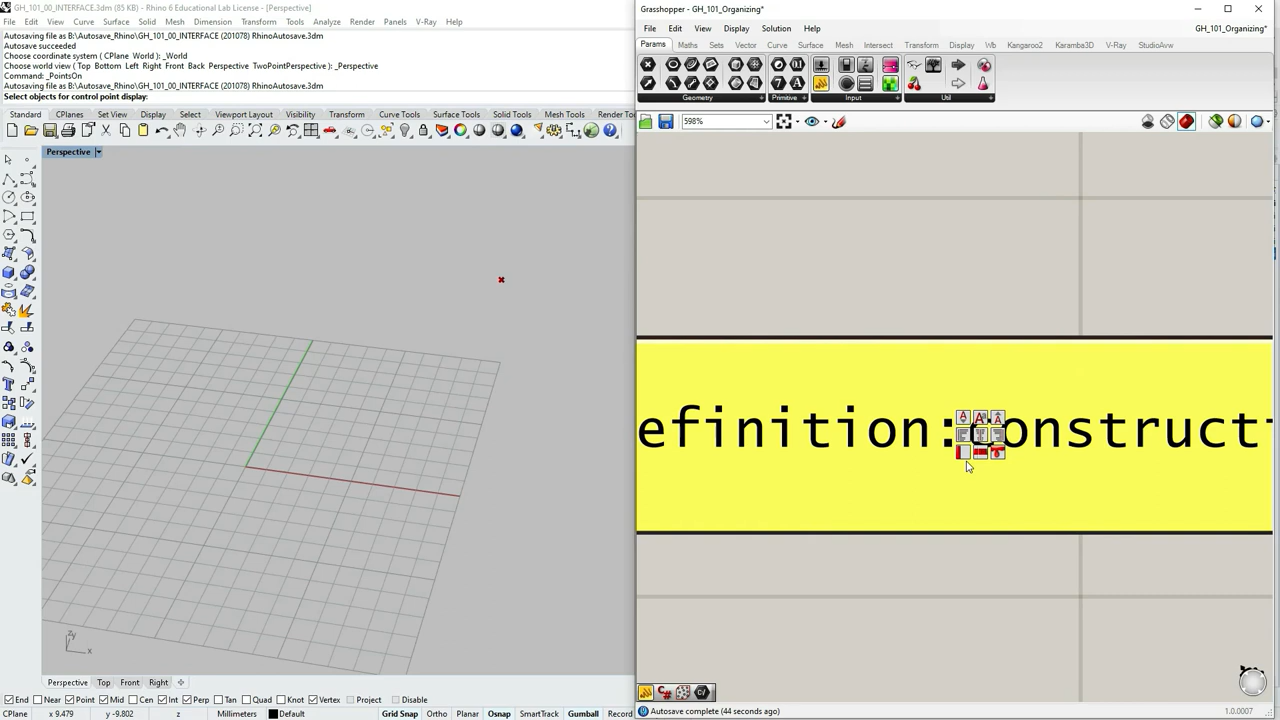 GH_101_00_INTERFACE.3dm (85 KB) - Rhino 6 Educational Lab License - [Perspective]
File Edit View Curve Surface Solid Mesh Dimension Transform Tools Analyze Render Panels V-Ray Help
Autosaving file as B:\Autosave_Rhino\GH_101_00_INTERFACE (201078) RhinoAutosave.3dm
Autosave succeeded
Choose coordinate system ( CPlane World ): _World
Choose world view ( Top Bottom Left Right Front Back Perspective TwoPointPerspective ): _Perspective
Command: _PointsOn
Autosaving file as B:\Autosave_Rhino\GH_101_00_INTERFACE (201078) RhinoAutosave.3dm
Select objects for control point display:
Standard CPlanes Set View Display Select Viewport Layout Visibility Transform Curve Tools Surface Tools Solid Tools Mesh Tools Render To
Perspective
zy
x
Perspective Top Front Right
End Near Point Mid Cen Int Perp Tan Quad Knot Vertex Project Disable
CPlane x 9.479 y -9.802 z Millimeters Default Grid Snap Ortho Planar Osnap SmartTrack Gumball Record
Grasshopper - GH_101_Organizing*
File Edit View Display Solution Help GH_101_Organizing*
Params Maths Sets Vector Curve Surface Mesh Intersect Transform Display Wb Kangaroo2 Karamba3D V-Ray StudioAvw
Geometry Primitive Input Util
598%
efinition:constructi
Autosave complete (44 seconds ago) 1.0.0007